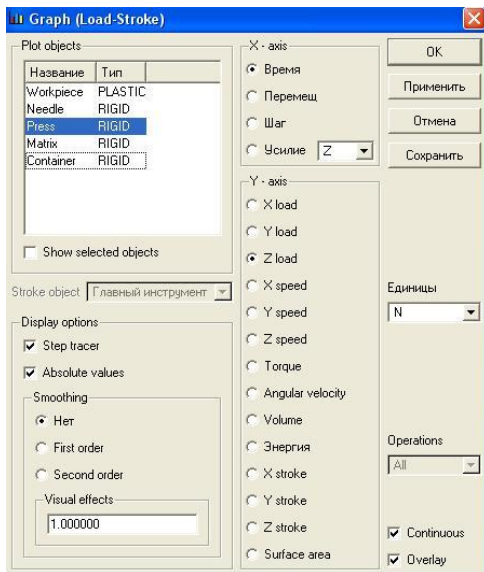 Graph (Load-Stroke)
Plot objects
Название Тип
Workpiece PLASTIC
Needle RIGID
Press RIGID
Matrix RIGID
Container RIGID
Show selected objects
Stroke object Главный инструмент
Display options
Step tracer
Absolute values
Smoothing
Нет
First order
Second order
Visual effects
1.000000
X - axis
Время
Перемещ
Шаг
Усилие Z
Y - axis
X load
Y load
Z load
X speed
Y speed
Z speed
Torque
Angular velocity
Volume
Энергия
X stroke
Y stroke
Z stroke
Surface area
OK
Применить
Отмена
Сохранить
Единицы
N
Operations
All
Continuous
Overlay